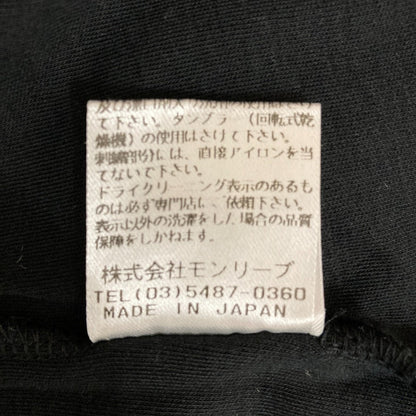 て下さい。タンブラー(回転式乾
燥機)の使用はさけて下さい。
刺繍部分には、直接アイロンを当
てないで下さい。
ドライクリーニング表示のあるも
のは必ず専門店に、ご依頼下さい。
表示以外の洗濯をした場合の品質
保障をしかねます。
株式会社モンリーブ
TEL(03)5487-0360
MADE IN JAPAN